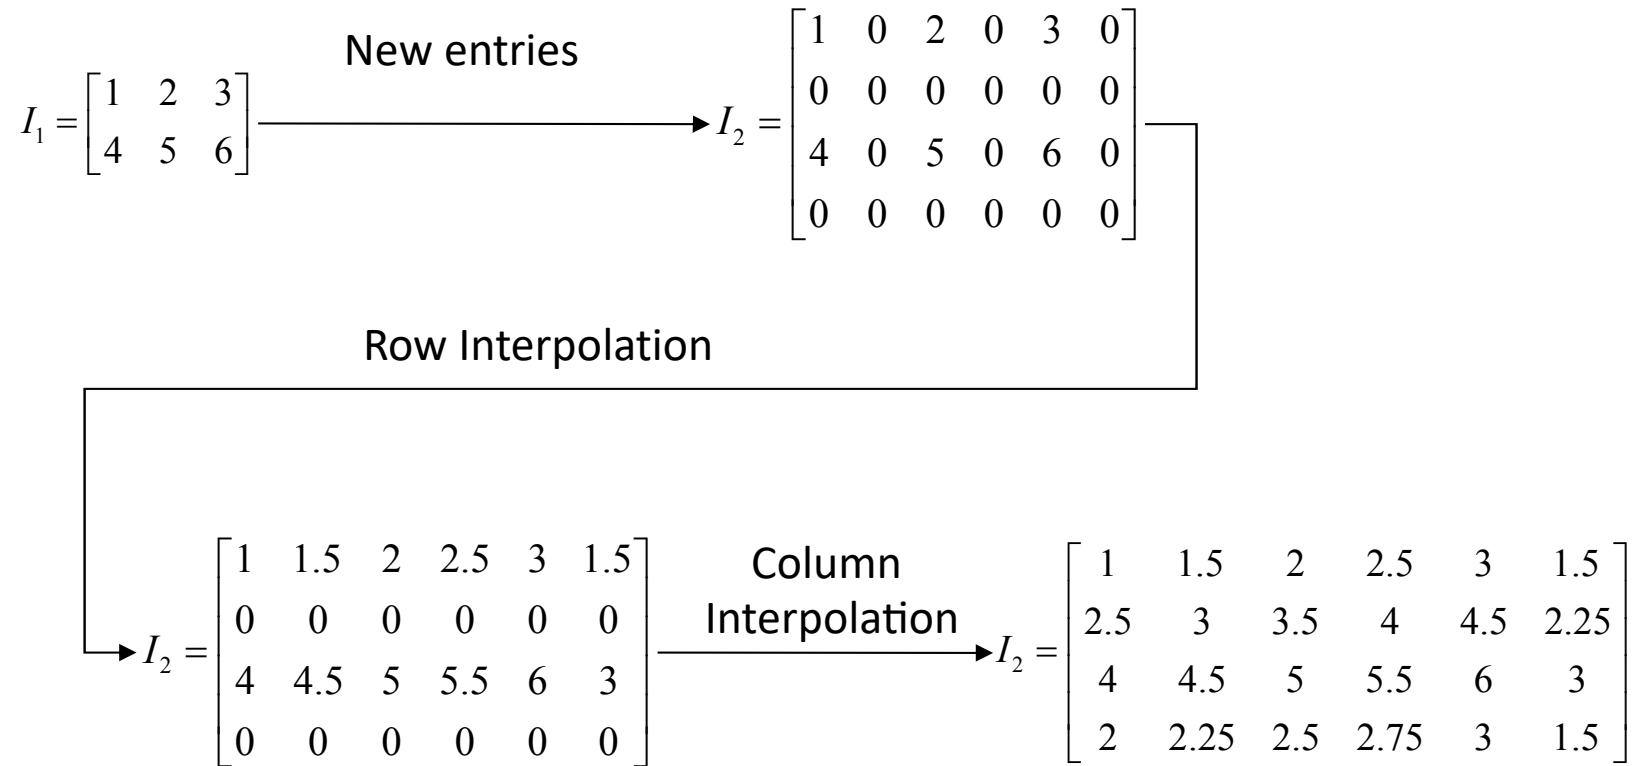 New entries
I₁ = [1 2 3
4 5 6]
I₂ = [1 0 2 0 3 0
0 0 0 0 0 0
4 0 5 0 6 0
0 0 0 0 0 0]
Row Interpolation
I₂ = [1 1.5 2 2.5 3 1.5
0 0 0 0 0 0
4 4.5 5 5.5 6 3
0 0 0 0 0 0]
Column
Interpolation
I₂ = [1 1.5 2 2.5 3 1.5
2.5 3 3.5 4 4.5 2.25
4 4.5 5 5.5 6 3
2 2.25 2.5 2.75 3 1.5]